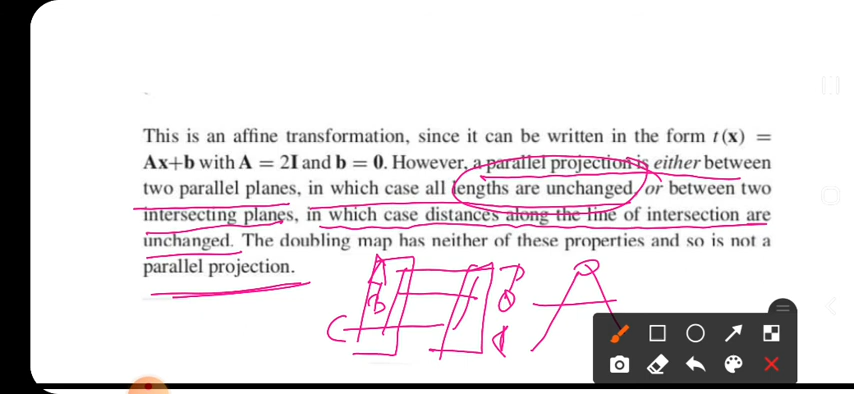 This is an affine transformation, since it can be written in the form t(x) =
Ax+b with A = 2I and b = 0. However, a parallel projection is either between
two parallel planes, in which case all lengths are unchanged, or between two
intersecting planes, in which case distances along the line of intersection are
unchanged. The doubling map has neither of these properties and so is not a
parallel projection.
A P
B Q
C